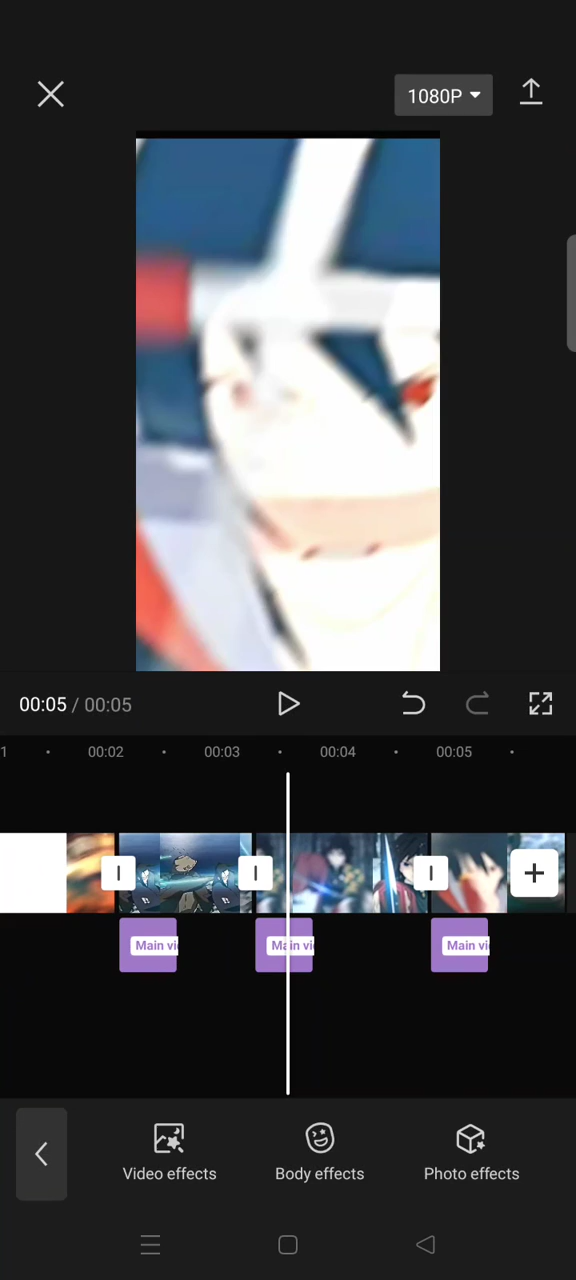 1080P
00:05 / 00:05
1 00:02 00:03 00:04 00:05
Main vi Main vi Main vi
Video effects Body effects Photo effects